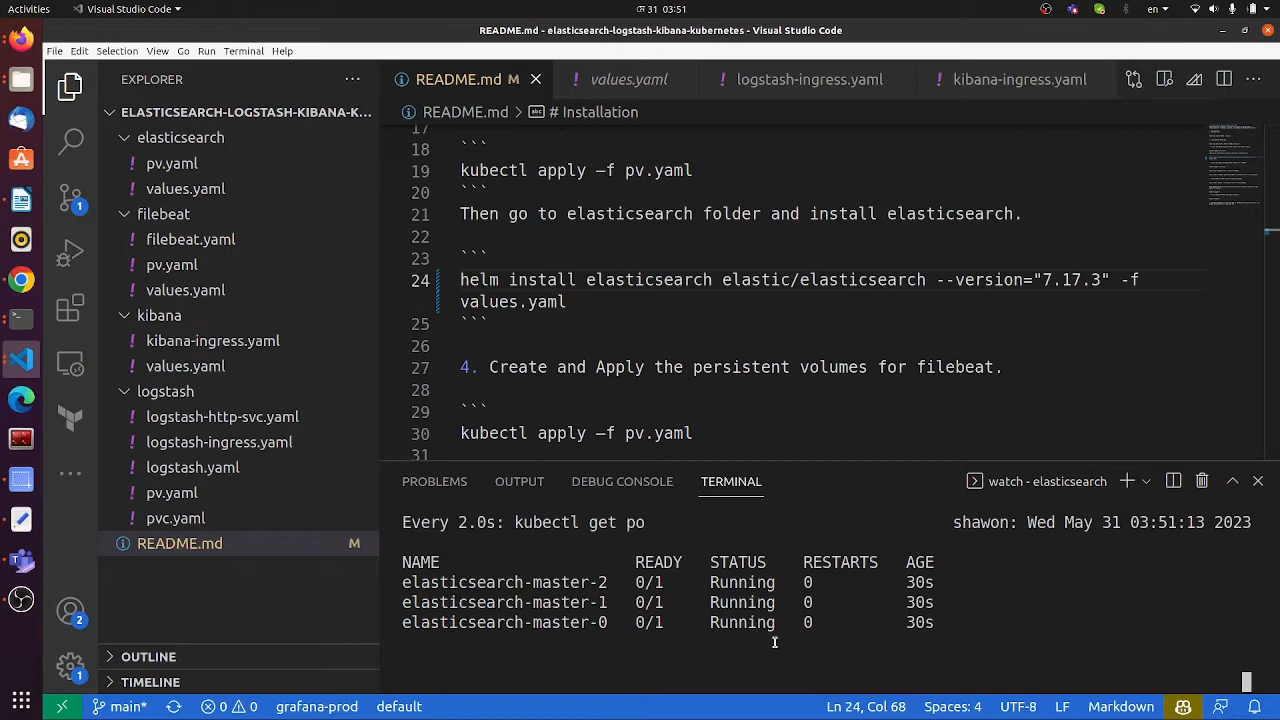 Activities
Visual Studio Code
মে 31 03:51
en
README.md - elasticsearch-logstash-kibana-kubernetes - Visual Studio Code
File Edit Selection View Go Run Terminal Help
EXPLORER
README.md M
values.yaml
logstash-ingress.yaml
kibana-ingress.yaml
README.md > # Installation
ELASTICSEARCH-LOGSTASH-KIBANA-K...
elasticsearch
pv.yaml
values.yaml
filebeat
filebeat.yaml
pv.yaml
values.yaml
kibana
kibana-ingress.yaml
values.yaml
logstash
logstash-http-svc.yaml
logstash-ingress.yaml
logstash.yaml
pv.yaml
pvc.yaml
README.md M
OUTLINE
TIMELINE
17
18 ```
19 kubectl apply –f pv.yaml
20 ```
21 Then go to elasticsearch folder and install elasticsearch.
22
23 ```
24 helm install elasticsearch elastic/elasticsearch --version="7.17.3" -f
values.yaml
25 ```
26
27 4. Create and Apply the persistent volumes for filebeat.
28
29 ```
30 kubectl apply –f pv.yaml
31
PROBLEMS OUTPUT DEBUG CONSOLE TERMINAL
watch - elasticsearch
Every 2.0s: kubectl get po shawon: Wed May 31 03:51:13 2023
NAME READY STATUS RESTARTS AGE
elasticsearch-master-2 0/1 Running 0 30s
elasticsearch-master-1 0/1 Running 0 30s
elasticsearch-master-0 0/1 Running 0 30s
1
2
1
main* 0 0 grafana-prod default
Ln 24, Col 68 Spaces: 4 UTF-8 LF Markdown